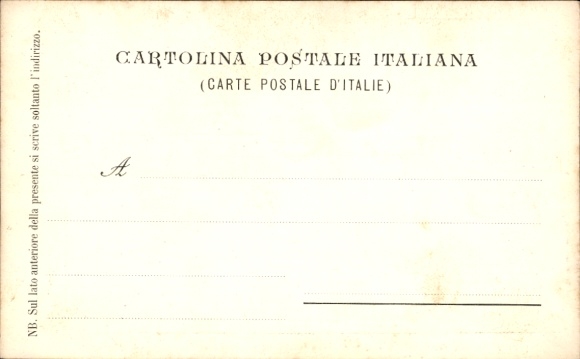 CARTOLINA POSTALE ITALIANA
(CARTE POSTALE D'ITALIE)
A
NB. Sul lato anteriore della presente si scrive soltanto l'indirizzo.